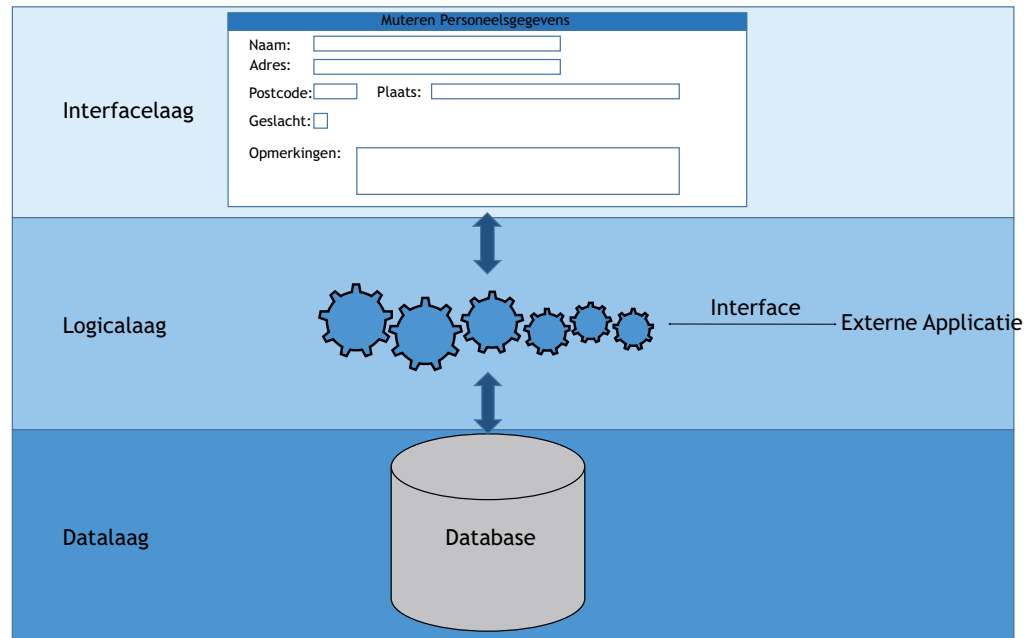 Muteren Personeelsgegevens
Naam:
Adres:
Postcode: Plaats:
Geslacht:
Opmerkingen:
Interfacelaag
Logicalaag
Interface
Externe Applicatie
Datalaag
Database